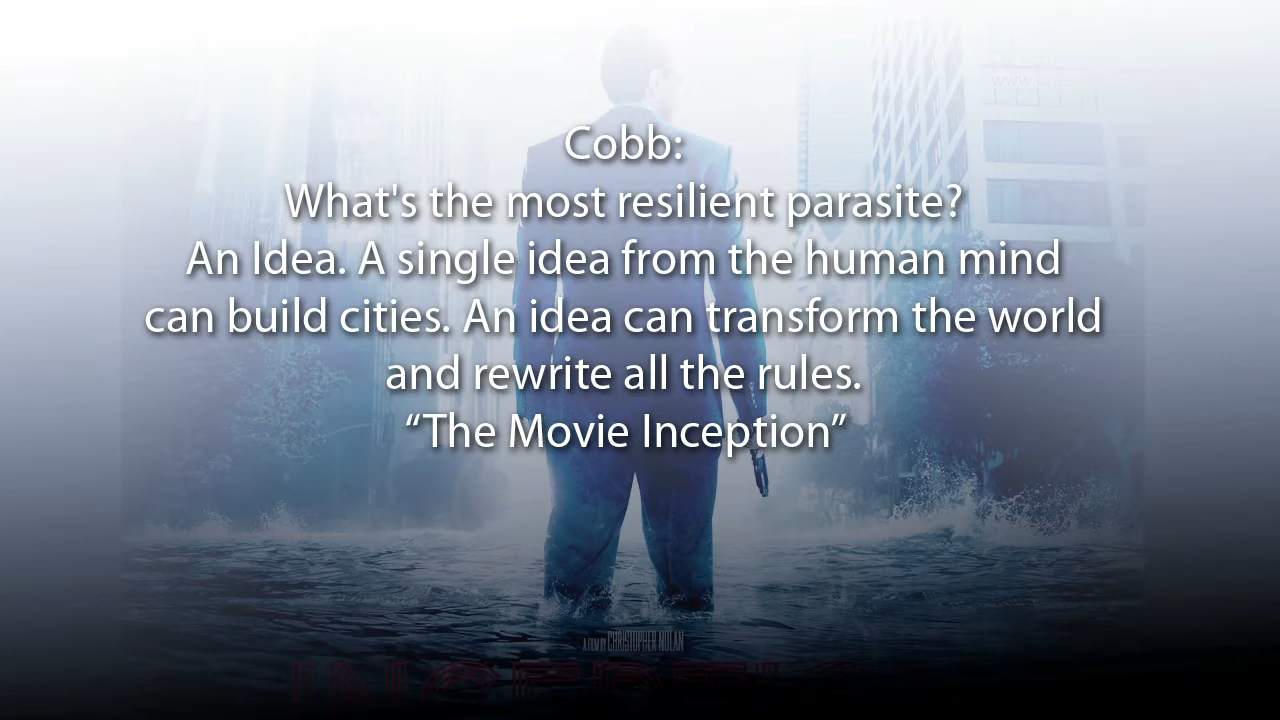 Cobb:
What's the most resilient parasite?
An Idea. A single idea from the human mind
can build cities. An idea can transform the world
and rewrite all the rules.
“The Movie Inception”
A FILM BY CHRISTOPHER NOLAN